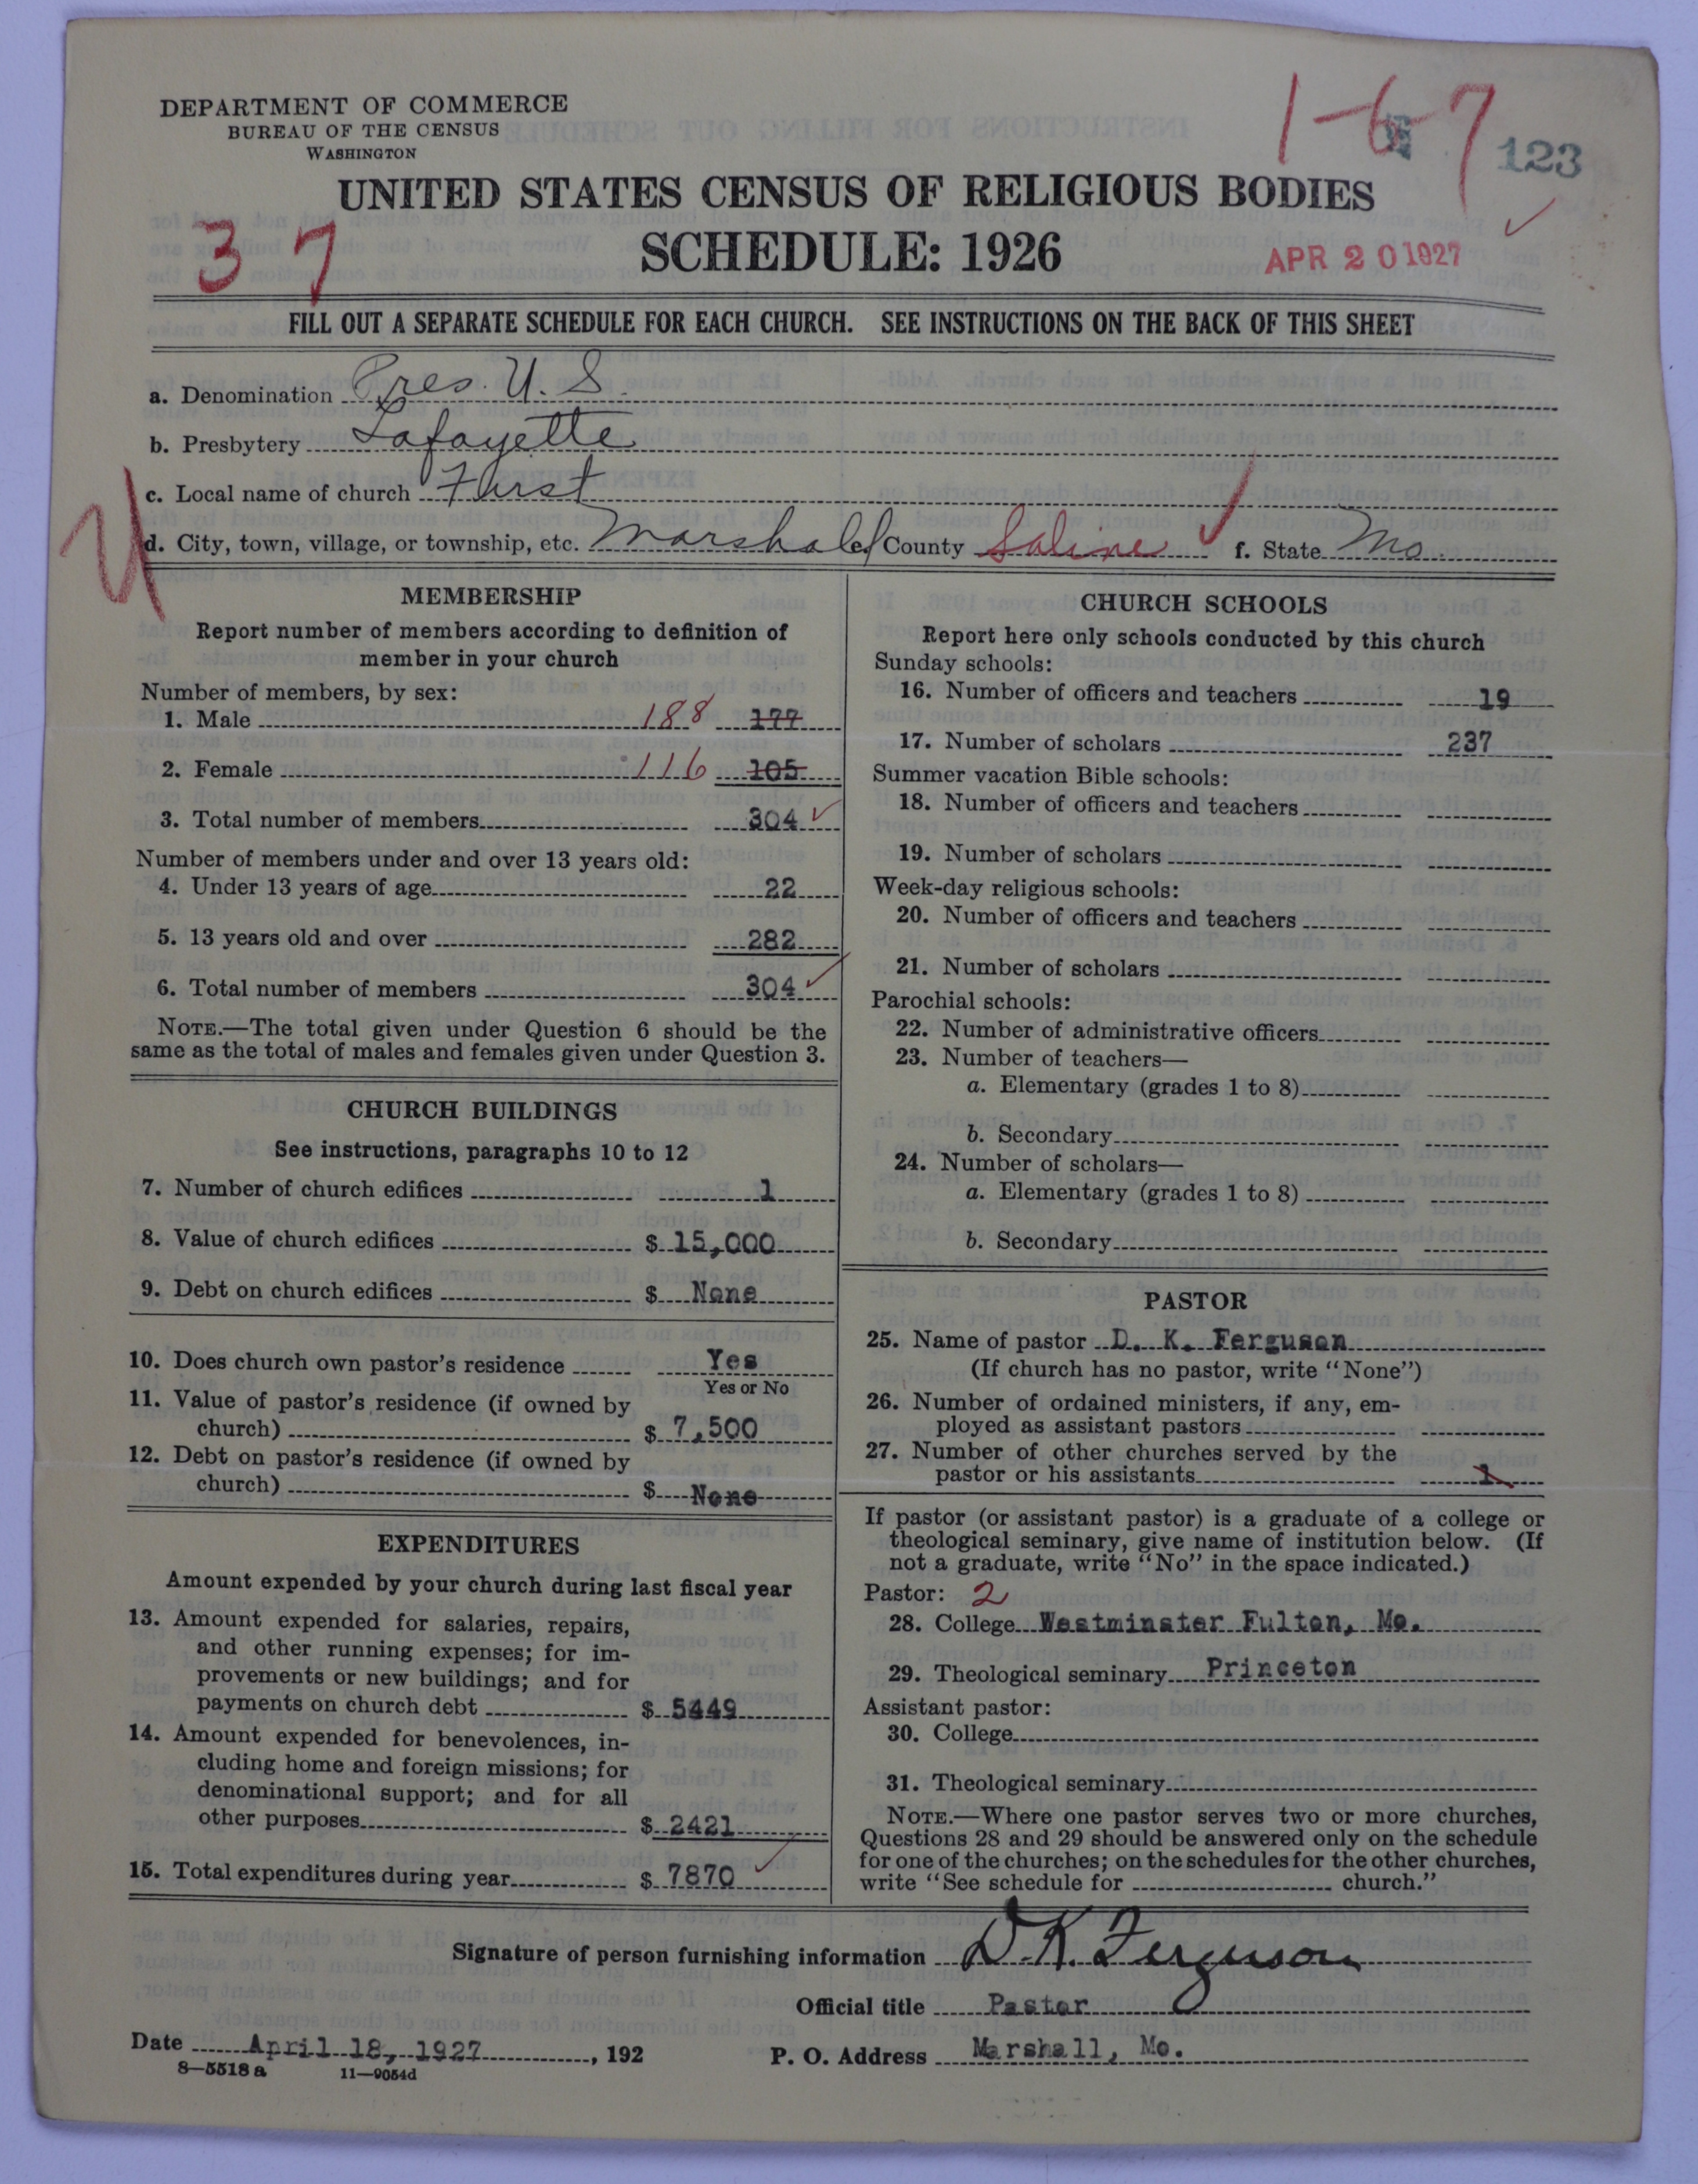 DEPARTMENT OF COMMERCE
BUREAU OF THE CENSUS
WASHINGTON
1-6-7
123
UNITED STATES CENSUS OF RELIGIOUS BODIES
SCHEDULE: 1926
37
APR 20 1927
FILL OUT A SEPARATE SCHEDULE FOR EACH CHURCH. SEE INSTRUCTIONS ON THE BACK OF THIS SHEET
a. Denomination Pres. U. S.
b. Presbytery Lafayette
c. Local name of church First
d. City, town, village, or township, etc. Marshall e. County Saline f. State Mo.
MEMBERSHIP
Report number of members according to definition of
member in your church
Number of members, by sex:
1. Male 188 177
2. Female 116 105
3. Total number of members 304
Number of members under and over 13 years old:
4. Under 13 years of age 22
5. 13 years old and over 282
6. Total number of members 304
NOTE.—The total given under Question 6 should be the
same as the total of males and females given under Question 3.
CHURCH BUILDINGS
See instructions, paragraphs 10 to 12
7. Number of church edifices 1
8. Value of church edifices $ 15,000
9. Debt on church edifices $ None
10. Does church own pastor's residence Yes
Yes or No
11. Value of pastor's residence (if owned by
church) $ 7,500
12. Debt on pastor's residence (if owned by
church) $ None
EXPENDITURES
Amount expended by your church during last fiscal year
13. Amount expended for salaries, repairs,
and other running expenses; for im-
provements or new buildings; and for
payments on church debt $ 5449
14. Amount expended for benevolences, in-
cluding home and foreign missions; for
denominational support; and for all
other purposes $ 2421
15. Total expenditures during year $ 7870
CHURCH SCHOOLS
Report here only schools conducted by this church
Sunday schools:
16. Number of officers and teachers 19
17. Number of scholars 237
Summer vacation Bible schools:
18. Number of officers and teachers
19. Number of scholars
Week-day religious schools:
20. Number of officers and teachers
21. Number of scholars
Parochial schools:
22. Number of administrative officers
23. Number of teachers—
a. Elementary (grades 1 to 8)
b. Secondary
24. Number of scholars—
a. Elementary (grades 1 to 8)
b. Secondary
PASTOR
25. Name of pastor D. K. Ferguson
(If church has no pastor, write "None")
26. Number of ordained ministers, if any, em-
ployed as assistant pastors
27. Number of other churches served by the
pastor or his assistants 1
If pastor (or assistant pastor) is a graduate of a college or
theological seminary, give name of institution below. (If
not a graduate, write "No" in the space indicated.)
Pastor: 2
28. College Westminster Fulton, Mo.
29. Theological seminary Princeton
Assistant pastor:
30. College
31. Theological seminary
NOTE.—Where one pastor serves two or more churches,
Questions 28 and 29 should be answered only on the schedule
for one of the churches; on the schedules for the other churches,
write "See schedule for church."
Signature of person furnishing information D. K. Ferguson
Official title Pastor
Date April 18, 1927, 192
P. O. Address Marshall, Mo.
8—5518 a 11—9054d